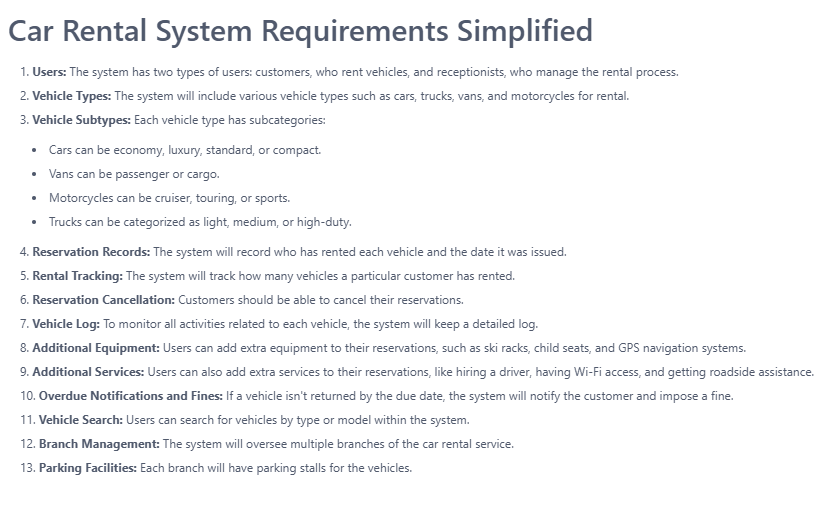 Car Rental System Requirements Simplified
1. Users: The system has two types of users: customers, who rent vehicles, and receptionists, who manage the rental process.
2. Vehicle Types: The system will include various vehicle types such as cars, trucks, vans, and motorcycles for rental.
3. Vehicle Subtypes: Each vehicle type has subcategories:
• Cars can be economy, luxury, standard, or compact.
• Vans can be passenger or cargo.
• Motorcycles can be cruiser, touring, or sports.
• Trucks can be categorized as light, medium, or high-duty.
4. Reservation Records: The system will record who has rented each vehicle and the date it was issued.
5. Rental Tracking: The system will track how many vehicles a particular customer has rented.
6. Reservation Cancellation: Customers should be able to cancel their reservations.
7. Vehicle Log: To monitor all activities related to each vehicle, the system will keep a detailed log.
8. Additional Equipment: Users can add extra equipment to their reservations, such as ski racks, child seats, and GPS navigation systems.
9. Additional Services: Users can also add extra services to their reservations, like hiring a driver, having Wi-Fi access, and getting roadside assistance.
10. Overdue Notifications and Fines: If a vehicle isn't returned by the due date, the system will notify the customer and impose a fine.
11. Vehicle Search: Users can search for vehicles by type or model within the system.
12. Branch Management: The system will oversee multiple branches of the car rental service.
13. Parking Facilities: Each branch will have parking stalls for the vehicles.